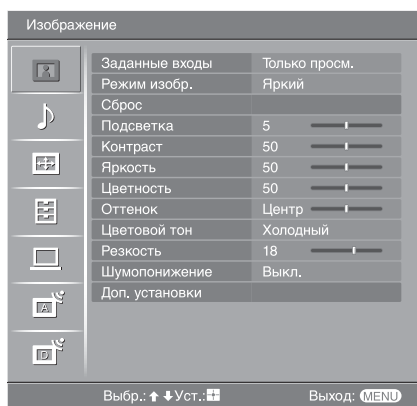 Изображение
Заданные входы Только просм.
Режим изобр. Яркий
Сброс
Подсветка 5
Контраст 50
Яркость 50
Цветность 50
Оттенок Центр
Цветовой тон Холодный
Резкость 18
Шумопонижение Выкл.
Доп. установки
A
D
Выбр.: Уст.: Выход: MENU